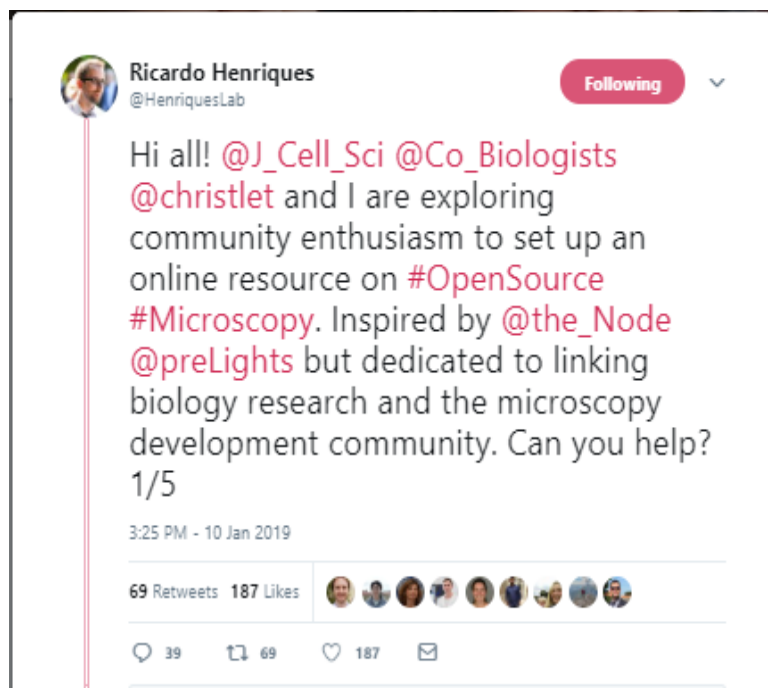 Ricardo Henriques
@HenriquesLab
Following
Hi all! @J_Cell_Sci @Co_Biologists
@christlet and I are exploring
community enthusiasm to set up an
online resource on #OpenSource
#Microscopy. Inspired by @the_Node
@preLights but dedicated to linking
biology research and the microscopy
development community. Can you help?
1/5
3:25 PM - 10 Jan 2019
69 Retweets 187 Likes
39 69 187